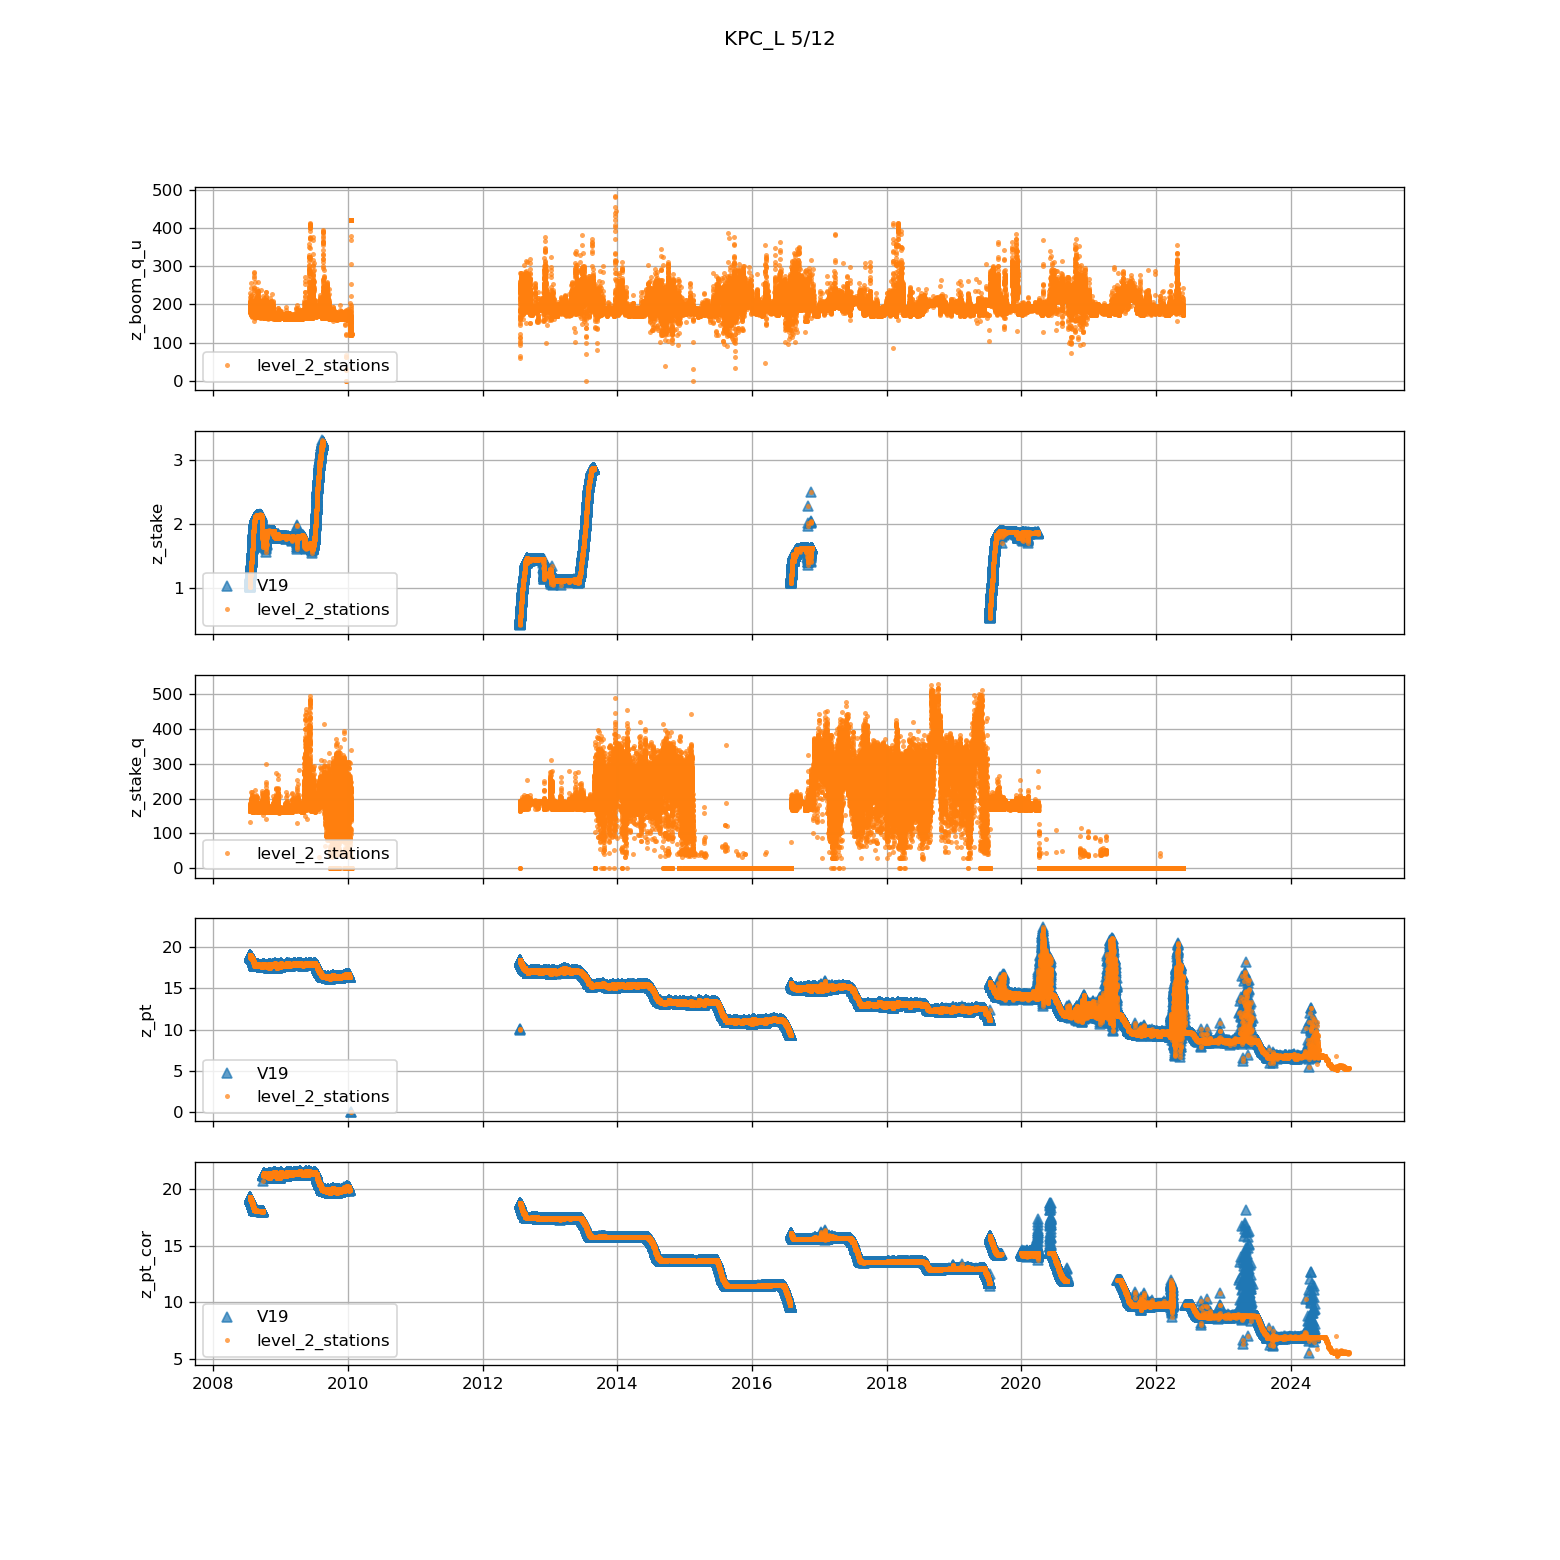 KPC_L 5/12
500
400
300
200
100
0
z_boom_q_u
level_2_stations
3
2
1
z_stake
V19
level_2_stations
500
400
300
200
100
0
z_stake_q
level_2_stations
20
15
10
5
0
z_pt
V19
level_2_stations
20
15
10
5
z_pt_cor
V19
level_2_stations
2008 2010 2012 2014 2016 2018 2020 2022 2024